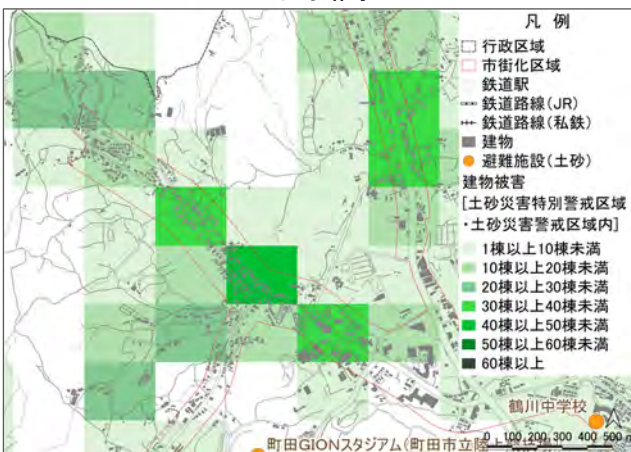 凡 例
行政区域
市街化区域
鉄道駅
鉄道路線(JR)
鉄道路線(私鉄)
建物
避難施設(土砂)
建物被害
[土砂災害特別警戒区域
・土砂災害警戒区域内]
1棟以上10棟未満
10棟以上20棟未満
20棟以上30棟未満
30棟以上40棟未満
40棟以上50棟未満
50棟以上60棟未満
60棟以上
鶴川中学校
町田GIONスタジアム(町田市立陸上競技場)
0 100 200 300 400 500 m